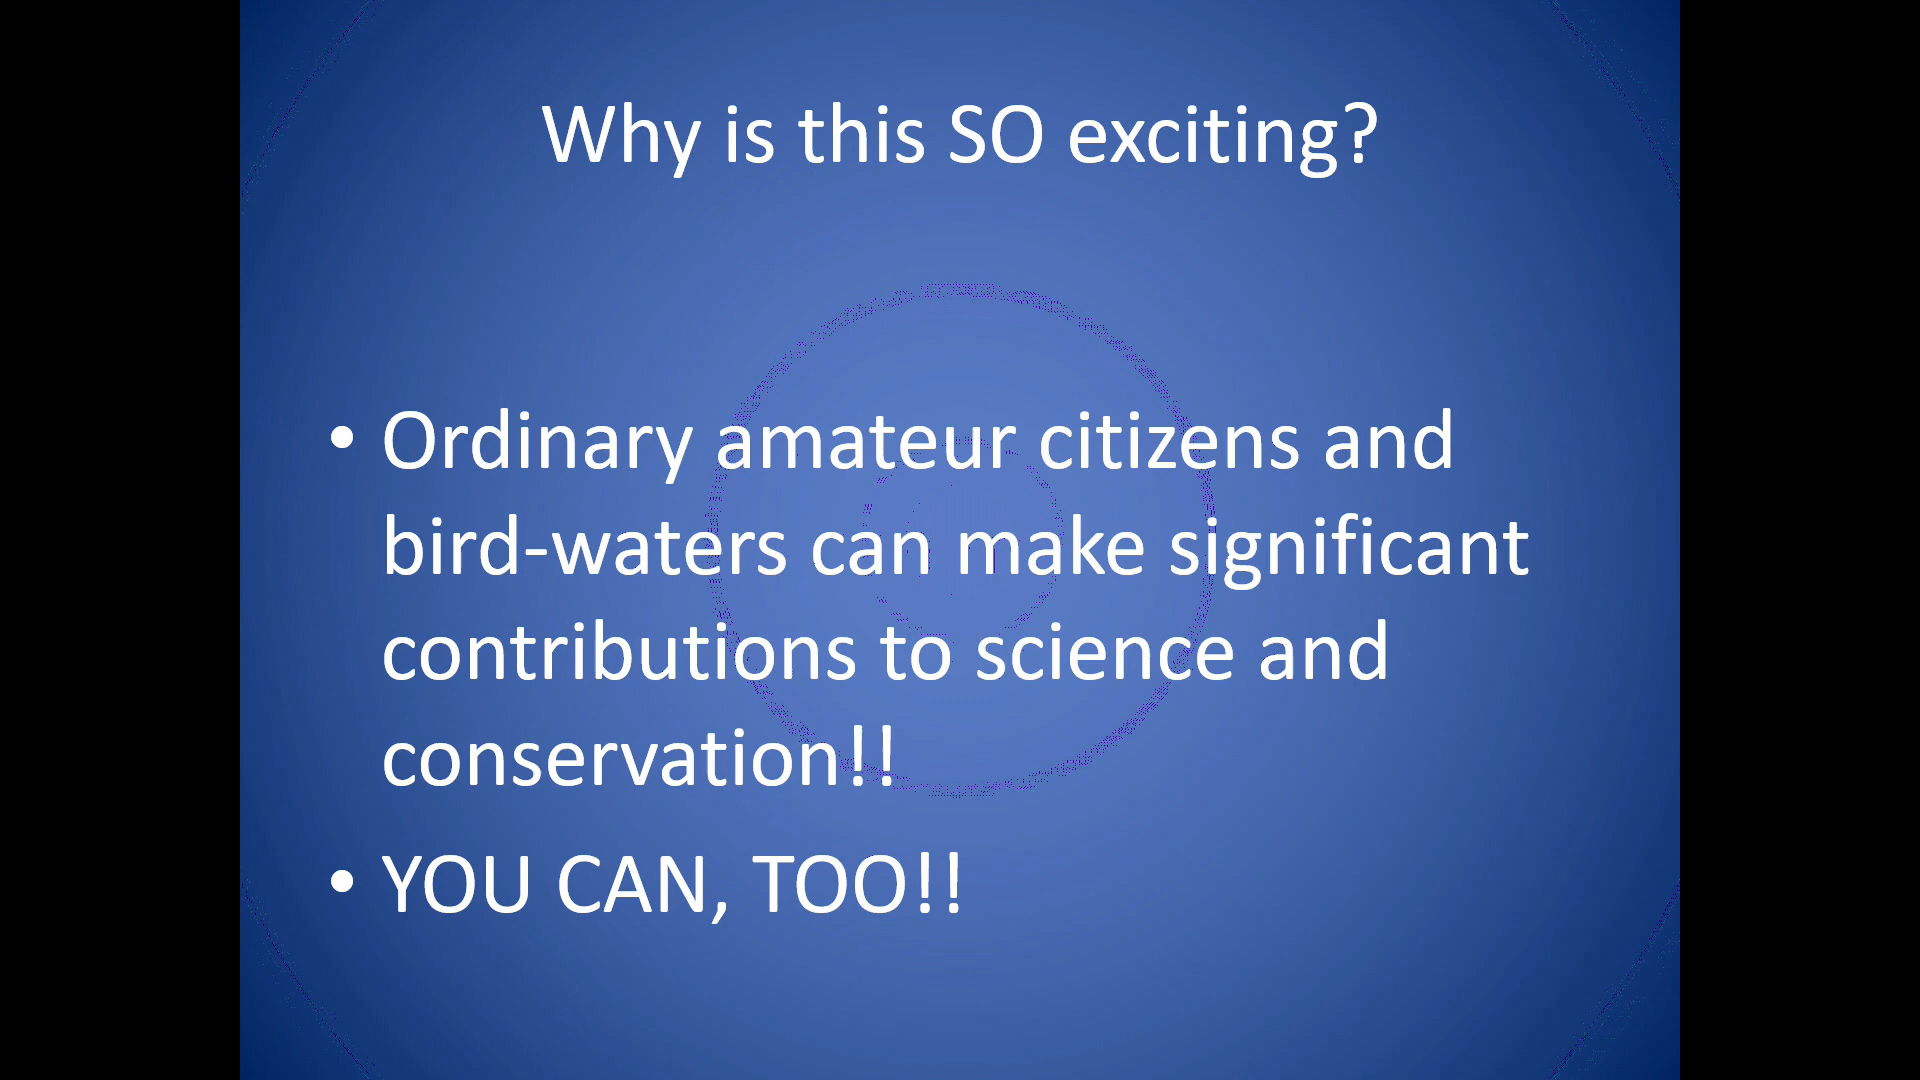 Why is this SO exciting?
• Ordinary amateur citizens and
bird-waters can make significant
contributions to science and
conservation!!
• YOU CAN, TOO!!